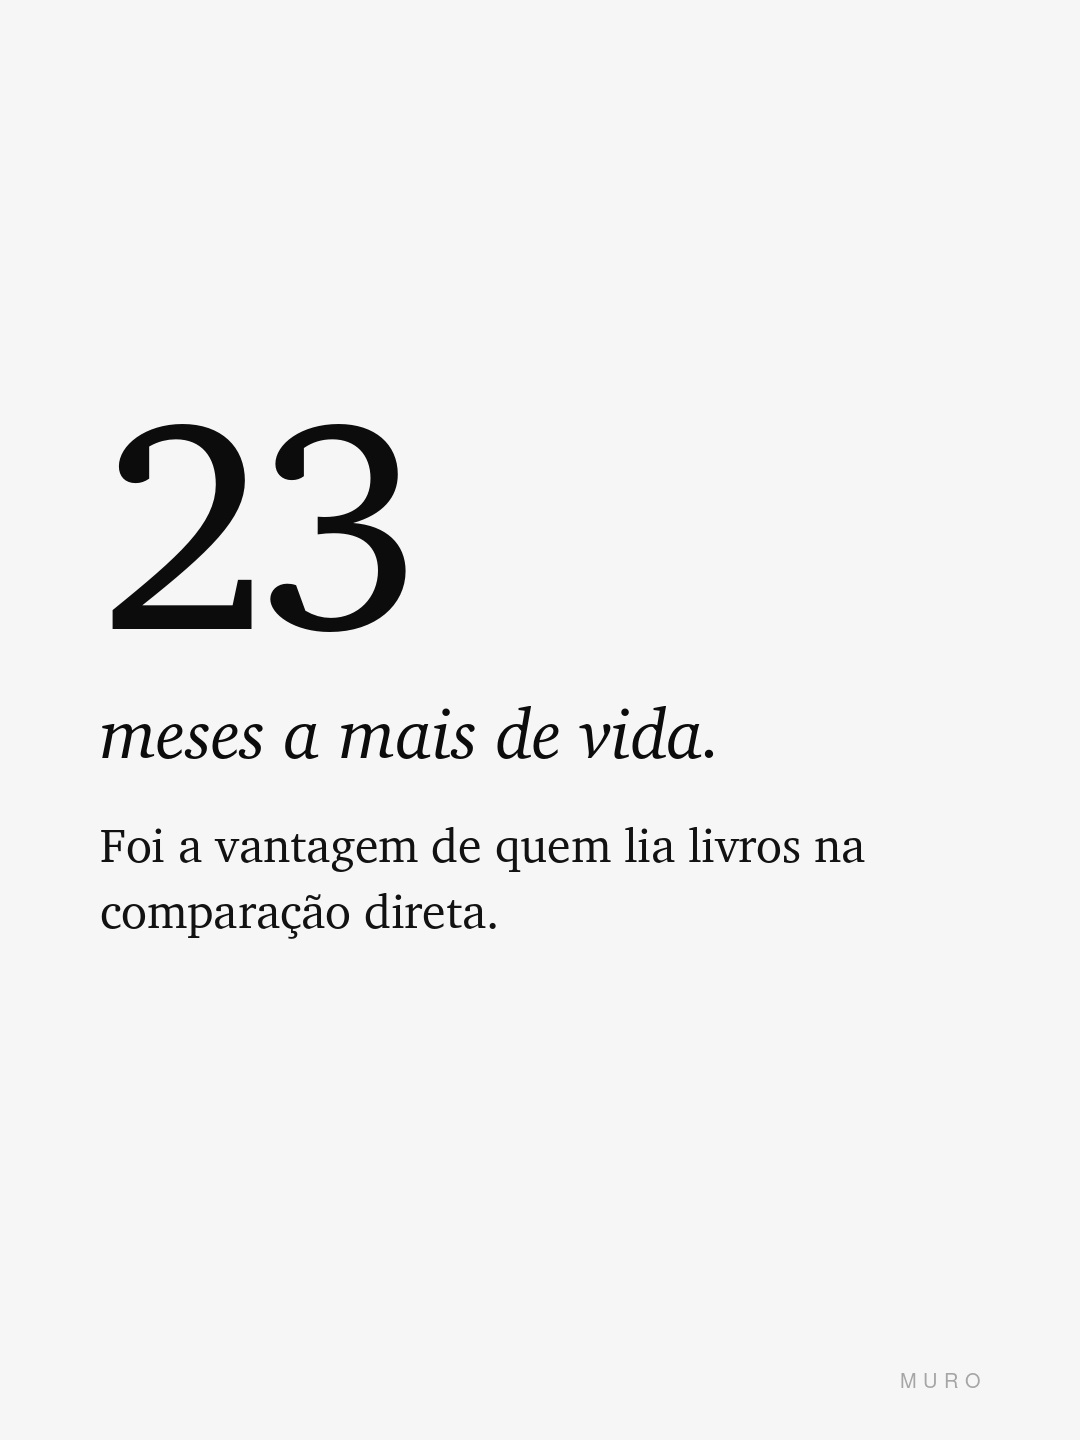 23
meses a mais de vida.
Foi a vantagem de quem lia livros na
comparação direta.
MURO